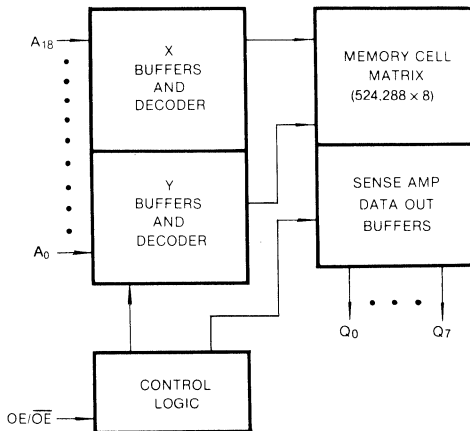 A18
X
BUFFERS
AND
DECODER
MEMORY CELL
MATRIX
(524,288 × 8)
Y
BUFFERS
AND
DECODER
A0
SENSE AMP
DATA OUT
BUFFERS
Q0
Q7
CONTROL
LOGIC
OE/O̅E̅